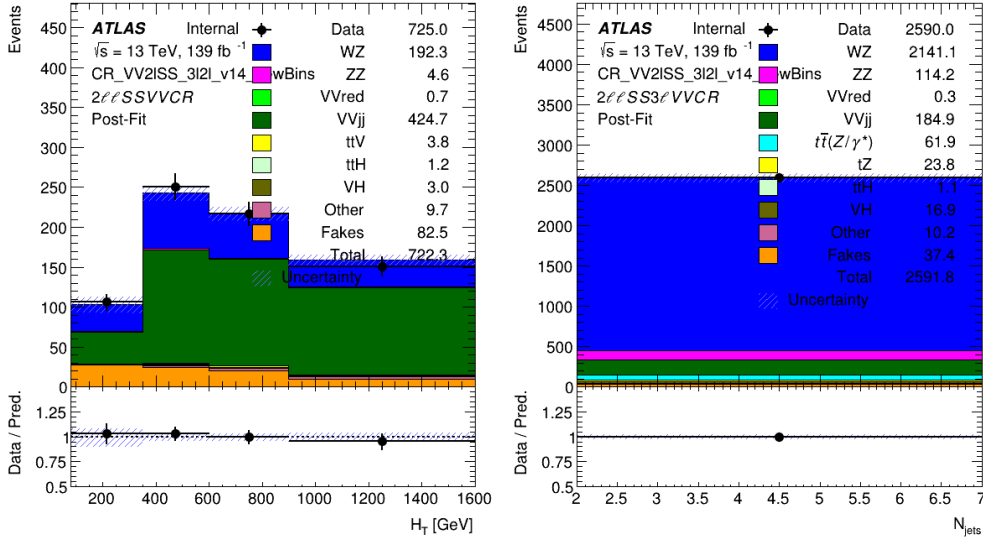 Events
500
450
400
350
300
250
200
150
100
50
0
ATLAS Internal
√s = 13 TeV, 139 fb -1
CR_VV2lSS_3l2l_v14_ wBins
2ℓℓSSVVCR
Post-Fit
Data 725.0
WZ 192.3
ZZ 4.6
VVred 0.7
VVjj 424.7
ttV 3.8
ttH 1.2
VH 3.0
Other 9.7
Fakes 82.5
Total 722.3
Uncertainty
Data / Pred.
1.25
1
0.75
0.5
200 400 600 800 1000 1200 1400 1600
H_T [GeV]
Events
4500
4000
3500
3000
2500
2000
1500
1000
500
0
ATLAS Internal
√s = 13 TeV, 139 fb -1
CR_VV2lSS_3l2l_v14_ wBins
2ℓℓSS3ℓVVCR
Post-Fit
Data 2590.0
WZ 2141.1
ZZ 114.2
VVred 0.3
VVjj 184.9
tt̄(Z/γ*) 61.9
tZ 23.8
ttH 1.1
VH 16.9
Other 10.2
Fakes 37.4
Total 2591.8
Uncertainty
Data / Pred.
1.25
1
0.75
0.5
2 2.5 3 3.5 4 4.5 5 5.5 6 6.5 7
N_jets